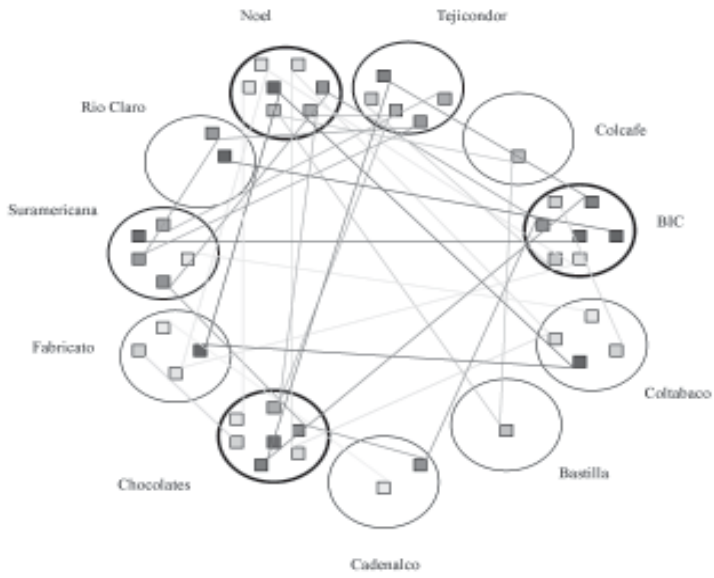 Noel
Tejicondor
Rio Claro
Colcafe
Suramericana
BIC
Fabricato
Coltabaco
Chocolates
Bastilla
Cadenalco